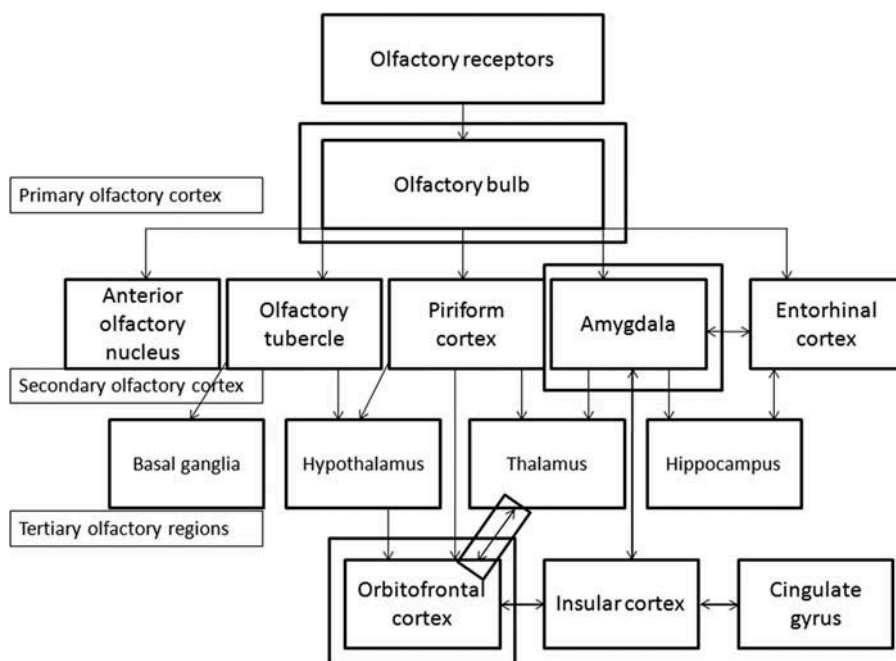 Olfactory receptors
Olfactory bulb
Primary olfactory cortex
Anterior
olfactory
nucleus
Olfactory
tubercle
Piriform
cortex
Amygdala
Entorhinal
cortex
Secondary olfactory cortex
Basal ganglia
Hypothalamus
Thalamus
Hippocampus
Tertiary olfactory regions
Orbitofrontal
cortex
Insular cortex
Cingulate
gyrus